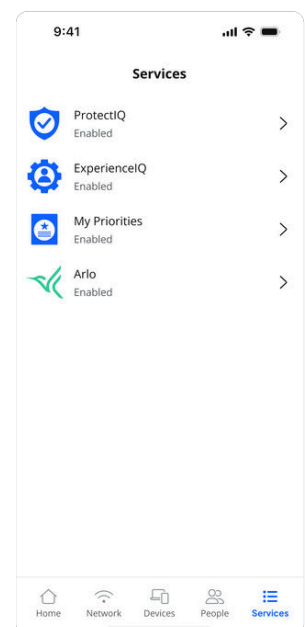 9:41
Services
ProtectIQ
Enabled
ExperienceIQ
Enabled
My Priorities
Enabled
Arlo
Enabled
Home Network Devices People Services